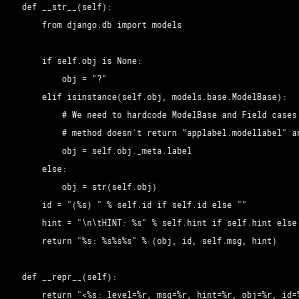 def __str__(self):
from django.db import models
if self.obj is None:
obj = "?"
elif isinstance(self.obj, models.base.ModelBase):
# We need to hardcode ModelBase and Field cases
# method doesn't return "applabel.modellabel" an
obj = self.obj._meta.label
else:
obj = str(self.obj)
id = "(%s) " % self.id if self.id else ""
hint = "\n\tHINT: %s" % self.hint if self.hint else
return "%s: %s%s%s" % (obj, id, self.msg, hint)
def __repr__(self):
return "<%s: level=%r, msg=%r, hint=%r, obj=%r, id=%